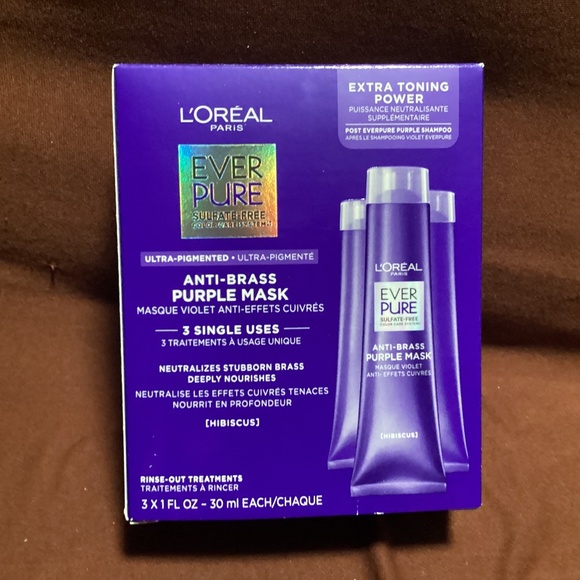 L'ORÉAL
PARIS
EVER
PURE
SULFATE-FREE
COLOR CARE SYSTEM
ULTRA-PIGMENTED • ULTRA-PIGMENTÉ
ANTI-BRASS
PURPLE MASK
MASQUE VIOLET ANTI-EFFETS CUIVRÉS
3 SINGLE USES
3 TRAITEMENTS À USAGE UNIQUE
NEUTRALIZES STUBBORN BRASS
DEEPLY NOURISHES
NEUTRALISE LES EFFETS CUIVRÉS TENACES
NOURRIT EN PROFONDEUR
[HIBISCUS]
RINSE-OUT TREATMENTS
TRAITEMENTS À RINCER
3 X 1 FL OZ - 30 ml EACH/CHAQUE
EXTRA TONING
POWER
PUISSANCE NEUTRALISANTE
SUPPLÉMENTAIRE
POST EVERPURE PURPLE SHAMPOO
APRÈS LE SHAMPOOING VIOLET EVERPURE
L'ORÉAL
PARIS
EVER
PURE
SULFATE-FREE
COLOR CARE SYSTEM
ANTI-BRASS
PURPLE MASK
MASQUE VIOLET
ANTI-EFFETS CUIVRÉS
[HIBISCUS]